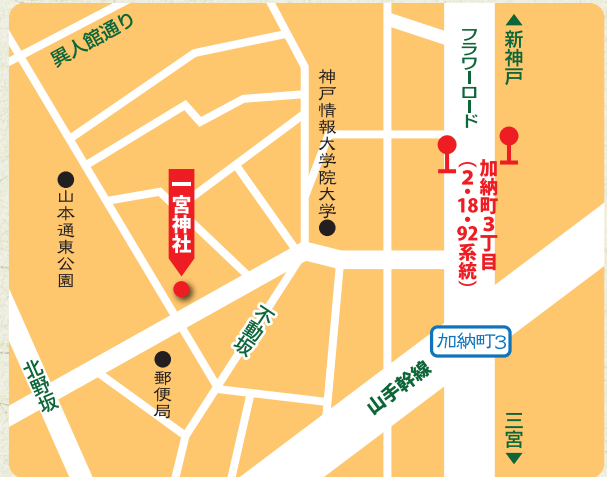 異人館通り
新神戸
フラワーロード
神戸情報大学院大学
加納町3丁目
(2・18・92系統)
山本通東公園
一宮神社
不動坂
加納町3
北野坂
郵便局
山手幹線
三宮